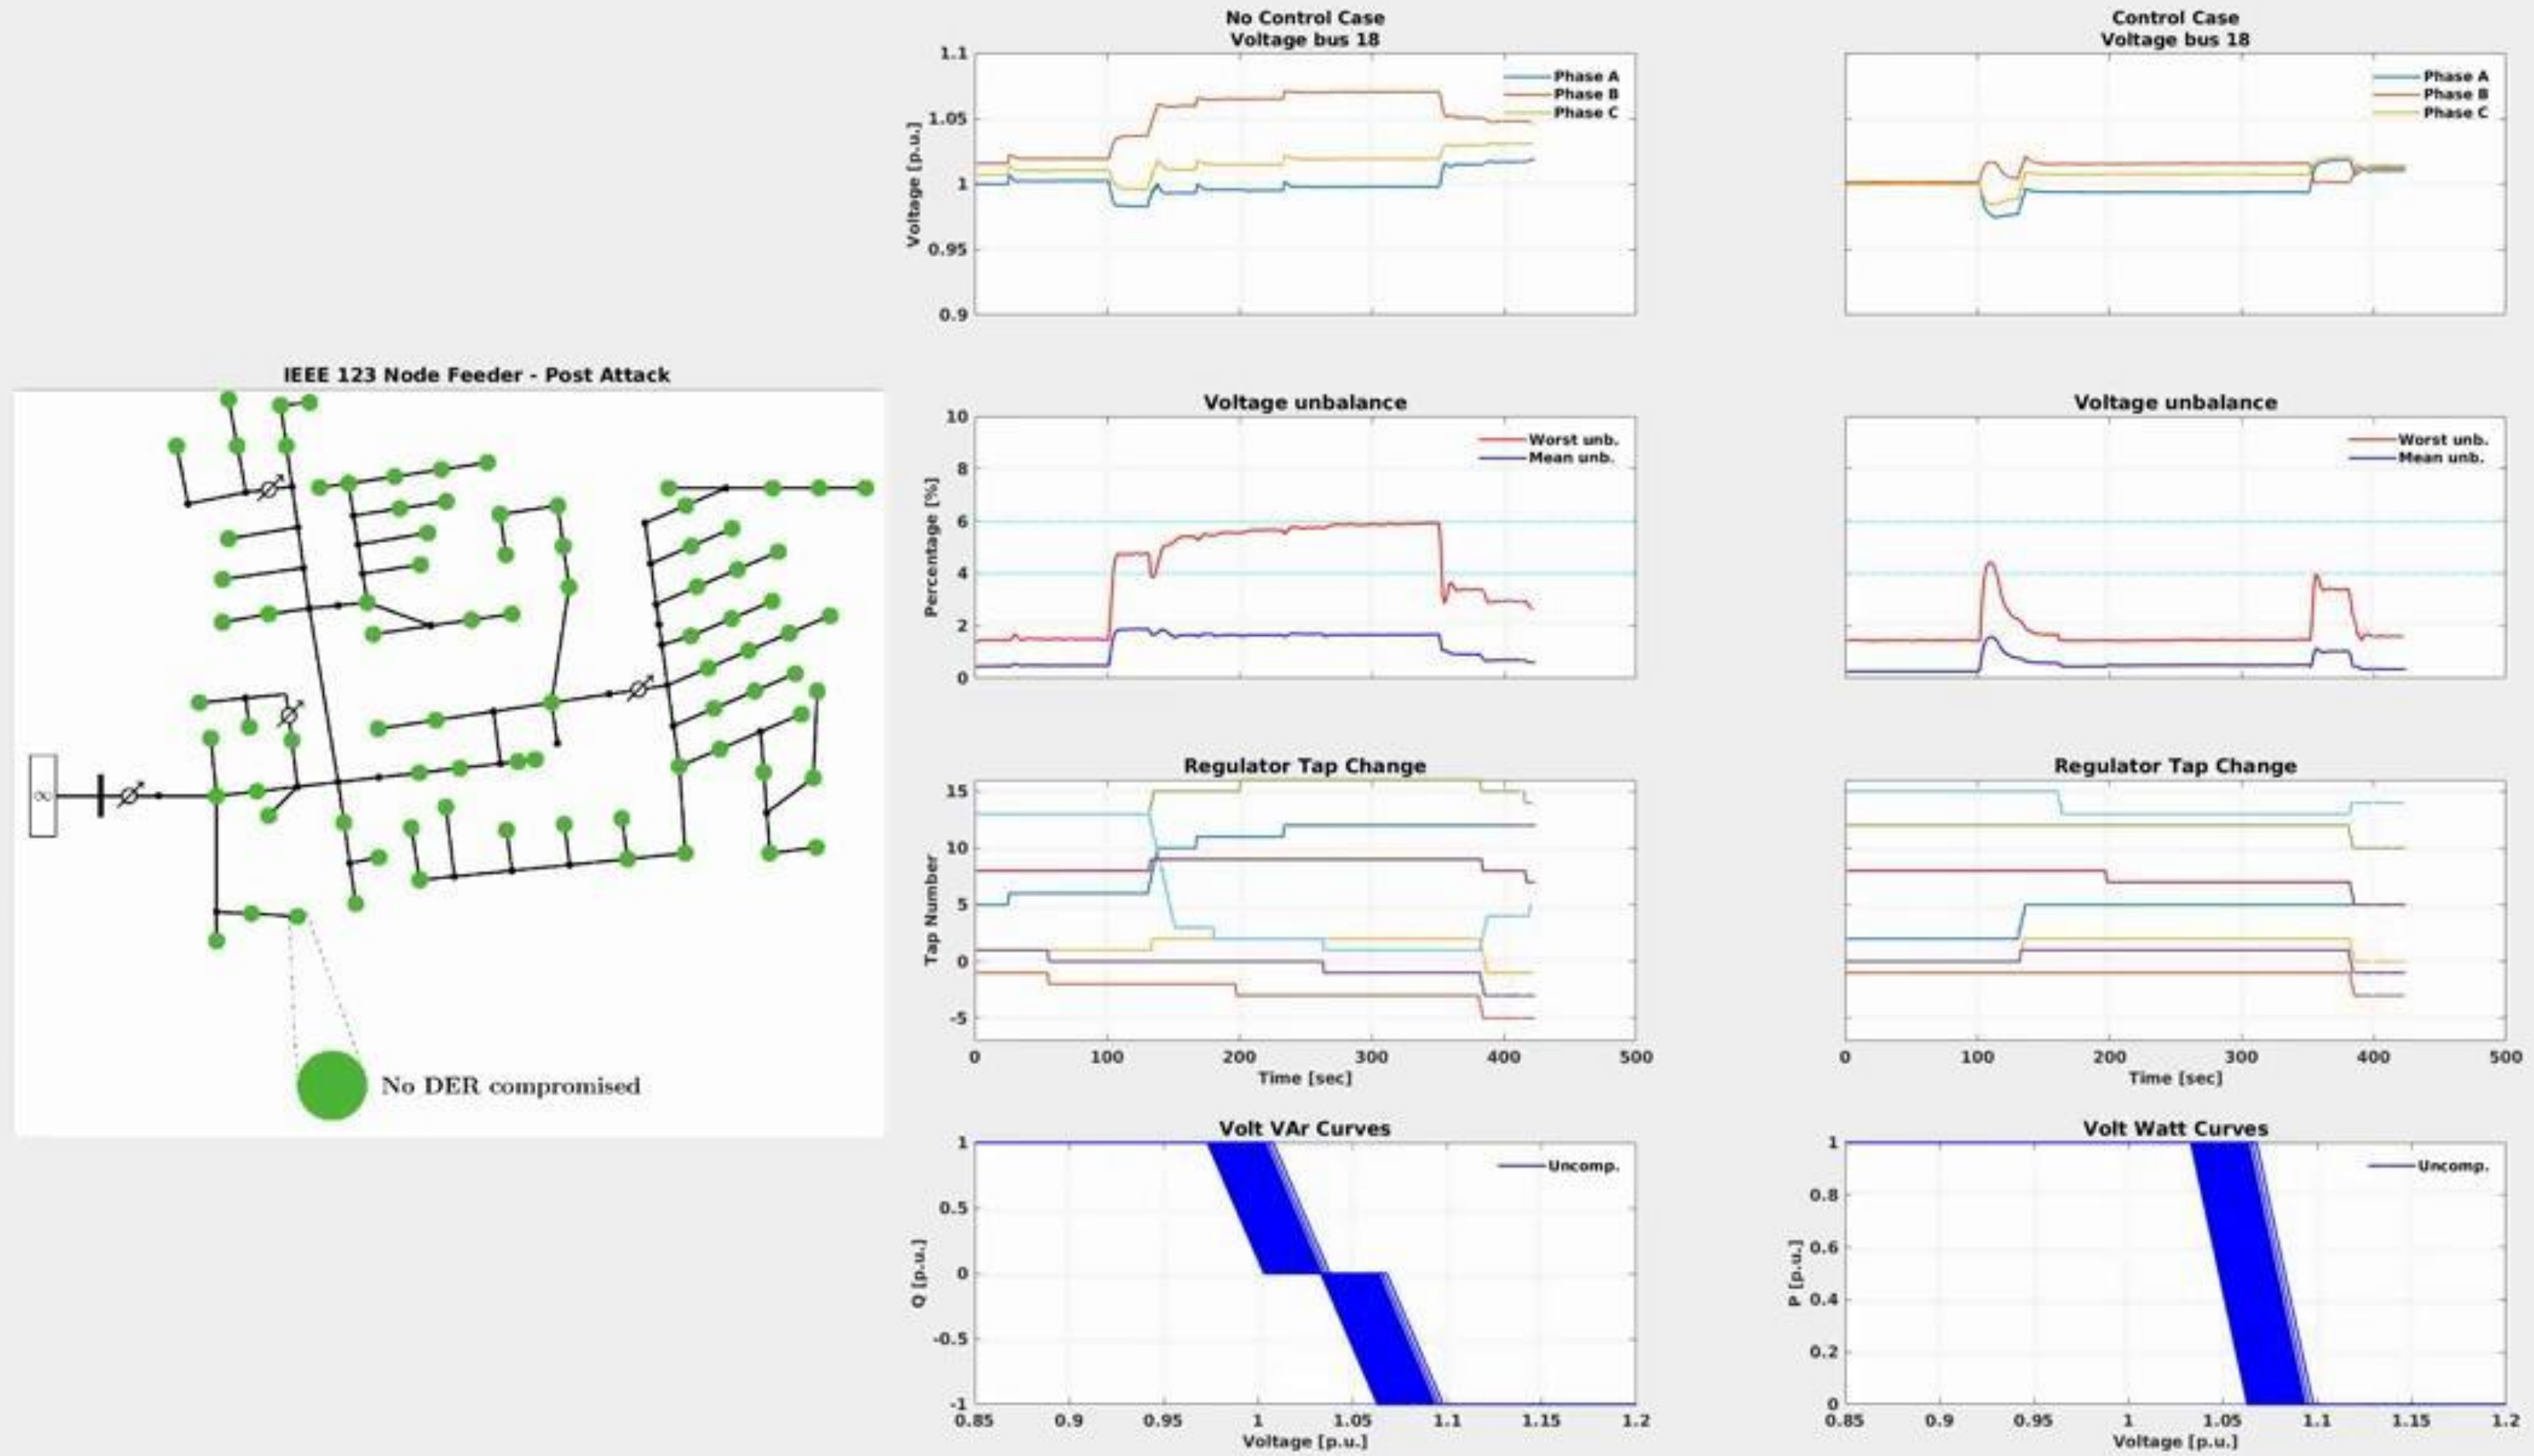 IEEE 123 Node Feeder - Post Attack
∞
No DER compromised
No Control Case
Voltage bus 18
1.1
1.05
1
0.95
0.9
Voltage [p.u.]
Phase A
Phase B
Phase C
Control Case
Voltage bus 18
Phase A
Phase B
Phase C
Voltage unbalance
10
8
6
4
2
0
Percentage [%]
Worst unb.
Mean unb.
Voltage unbalance
Worst unb.
Mean unb.
Regulator Tap Change
15
10
5
0
-5
Tap Number
0 100 200 300 400 500
Time [sec]
Regulator Tap Change
0 100 200 300 400 500
Time [sec]
Volt VAr Curves
1
0.5
0
-0.5
-1
Q [p.u.]
Uncomp.
0.85 0.9 0.95 1 1.05 1.1 1.15 1.2
Voltage [p.u.]
Volt Watt Curves
1
0.8
0.6
0.4
0.2
0
P [p.u.]
Uncomp.
0.85 0.9 0.95 1 1.05 1.1 1.15 1.2
Voltage [p.u.]